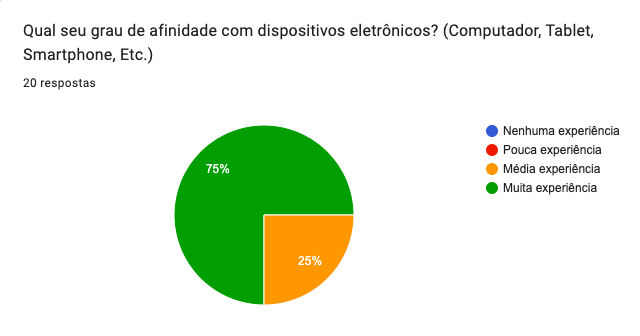 Qual seu grau de afinidade com dispositivos eletrônicos? (Computador, Tablet,
Smartphone, Etc.)
20 respostas
75%
25%
Nenhuma experiência
Pouca experiência
Média experiência
Muita experiência